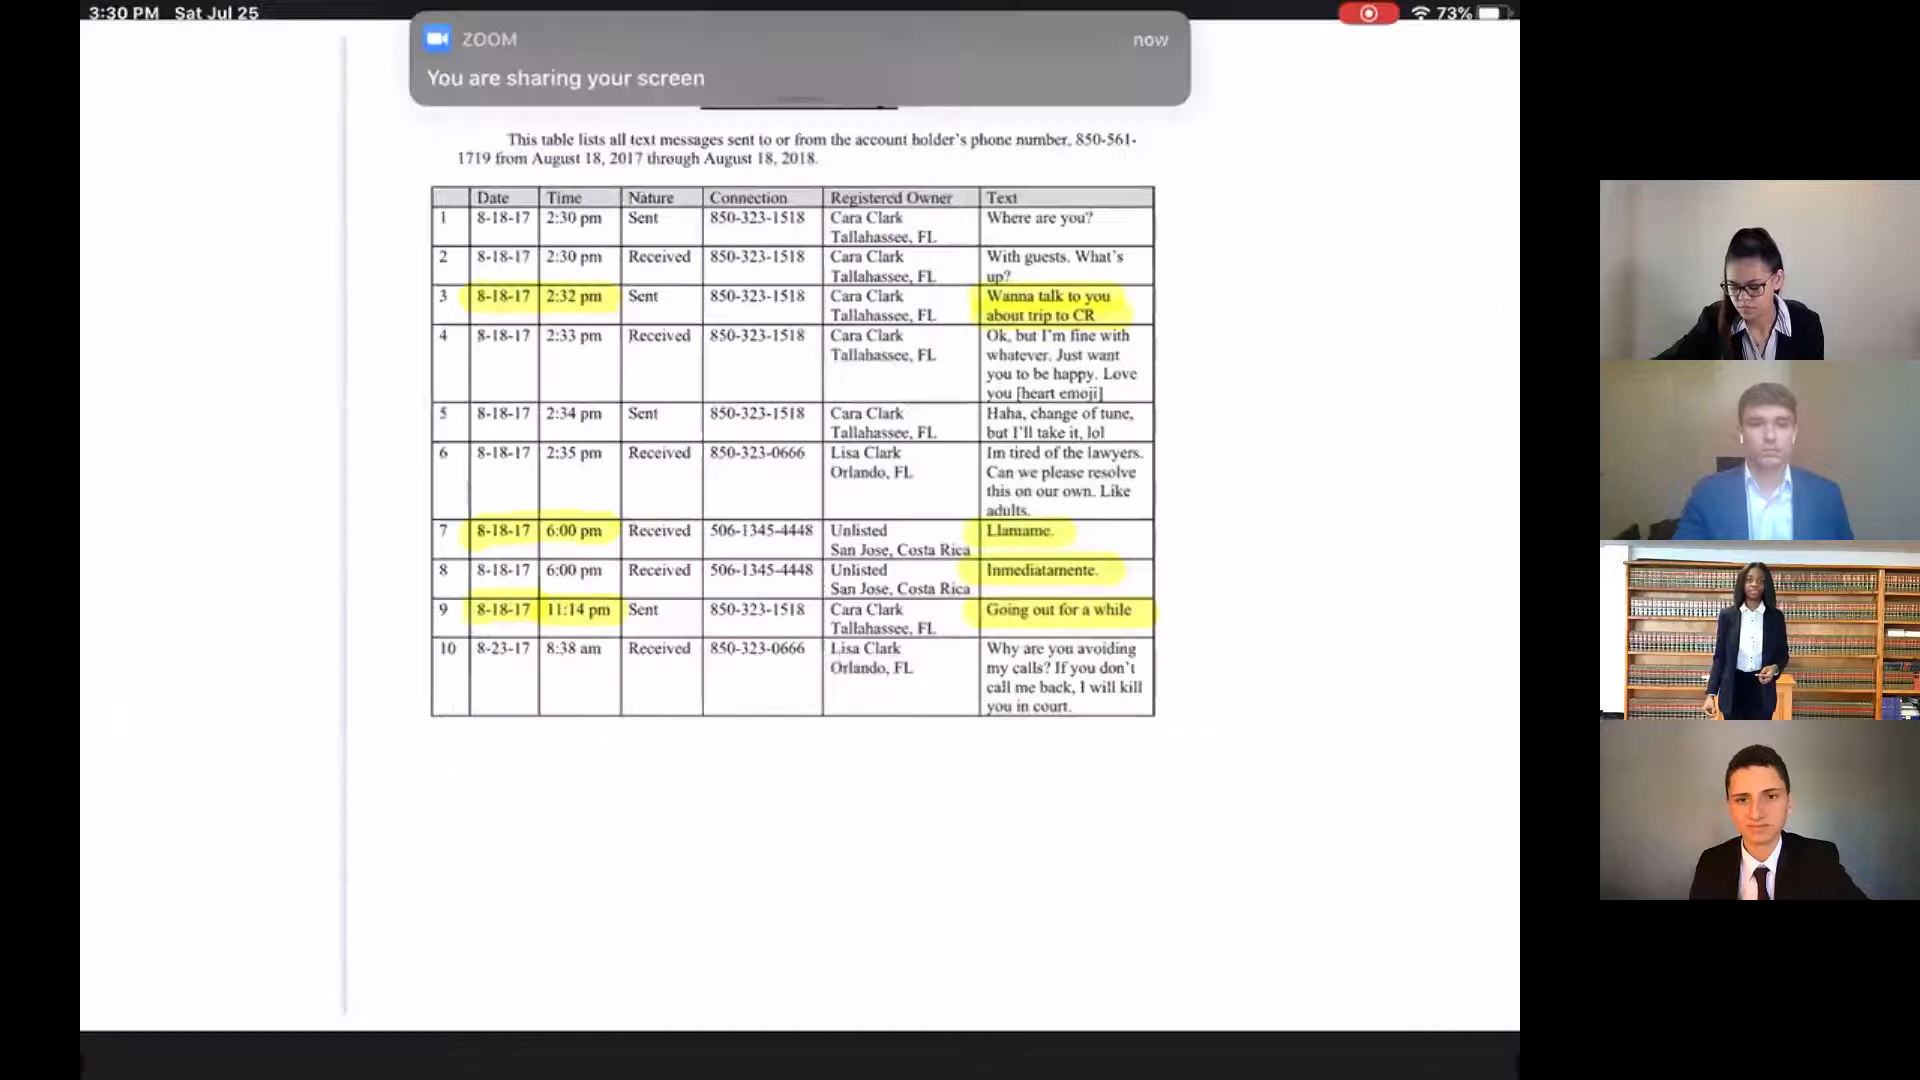 3:30 PM Sat Jul 25
73%
ZOOM
now
You are sharing your screen
This table lists all text messages sent to or from the account holder's phone number, 850-561-
1719 from August 18, 2017 through August 18, 2018.
Date Time Nature Connection Registered Owner Text
1 8-18-17 2:30 pm Sent 850-323-1518 Cara Clark Where are you?
Tallahassee, FL
2 8-18-17 2:30 pm Received 850-323-1518 Cara Clark With guests. What's
Tallahassee, FL up?
3 8-18-17 2:32 pm Sent 850-323-1518 Cara Clark Wanna talk to you
Tallahassee, FL about trip to CR
4 8-18-17 2:33 pm Received 850-323-1518 Cara Clark Ok, but I'm fine with
Tallahassee, FL whatever. Just want
you to be happy. Love
you [heart emoji]
5 8-18-17 2:34 pm Sent 850-323-1518 Cara Clark Haha, change of tune,
Tallahassee, FL but I'll take it, lol
6 8-18-17 2:35 pm Received 850-323-0666 Lisa Clark Im tired of the lawyers.
Orlando, FL Can we please resolve
this on our own. Like
adults.
7 8-18-17 6:00 pm Received 506-1345-4448 Unlisted Llamame.
San Jose, Costa Rica
8 8-18-17 6:00 pm Received 506-1345-4448 Unlisted Inmediatamente.
San Jose, Costa Rica
9 8-18-17 11:14 pm Sent 850-323-1518 Cara Clark Going out for a while
Tallahassee, FL
10 8-23-17 8:38 am Received 850-323-0666 Lisa Clark Why are you avoiding
Orlando, FL my calls? If you don't
call me back, I will kill
you in court.